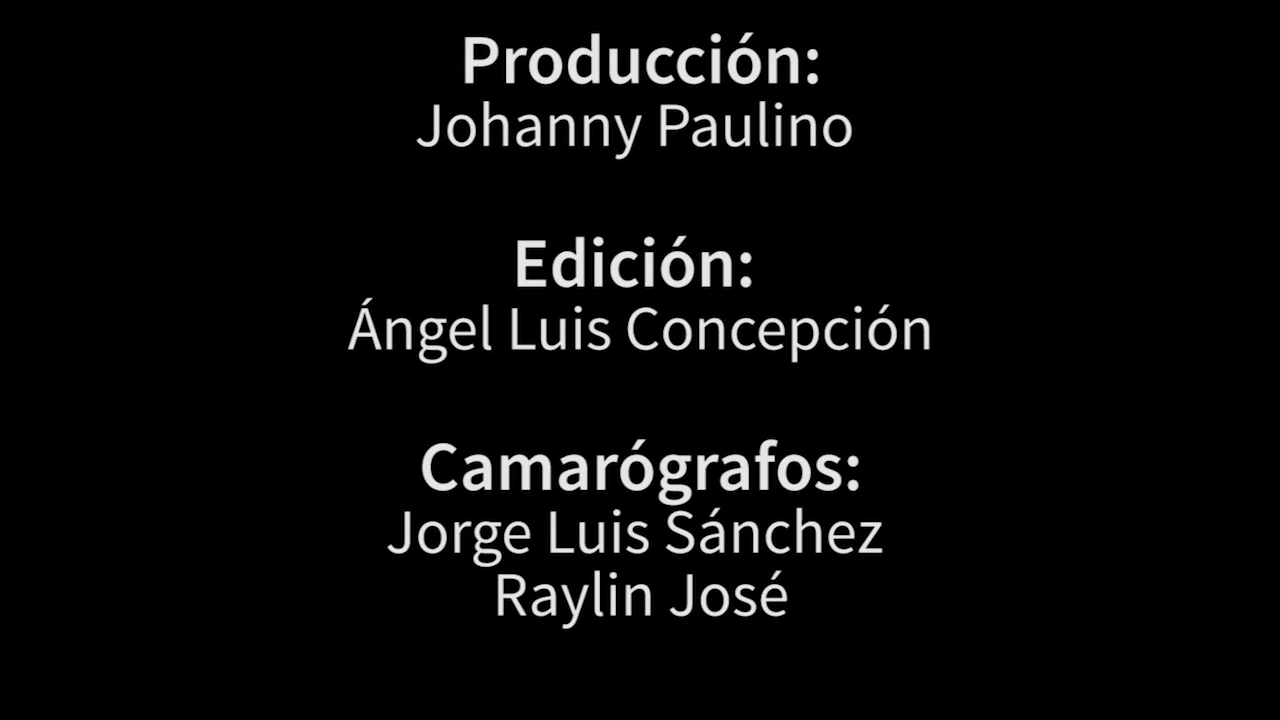 Producción:
Johanny Paulino
Edición:
Ángel Luis Concepción
Camarógrafos:
Jorge Luis Sánchez
Raylin José